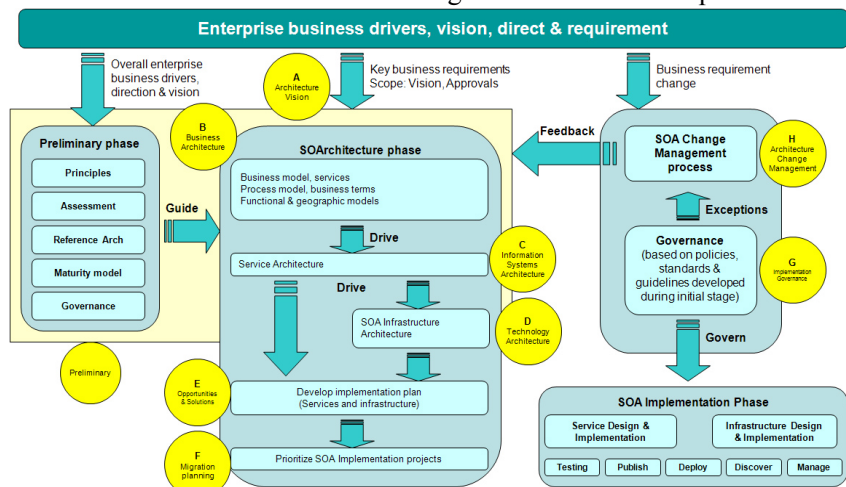 Enterprise business drivers, vision, direct & requirement
Overall enterprise
business drivers,
direction & vision
A
Architecture
Vision
Key business requirements
Scope: Vision, Approvals
Business requirement
change
B
Business
Architecture
Preliminary phase
Principles
Assessment
Reference Arch
Maturity model
Governance
Preliminary
Guide
SOArchitecture phase
Business model, services
Process model, business terms
Functional & geographic models
Drive
Service Architecture
C
Information
Systems
Architecture
Drive
SOA Infrastructure
Architecture
D
Technology
Architecture
E
Opportunities
& Solutions
Develop implementation plan
(Services and infrastructure)
F
Migration
planning
Prioritize SOA Implementation projects
Feedback
SOA Change
Management
process
H
Architecture
Change
Management
Exceptions
Governance
(based on policies,
standards &
guidelines developed
during initial stage)
G
Implementation
Governance
Govern
SOA Implementation Phase
Service Design &
Implementation
Infrastructure Design
& Implementation
Testing
Publish
Deploy
Discover
Manage